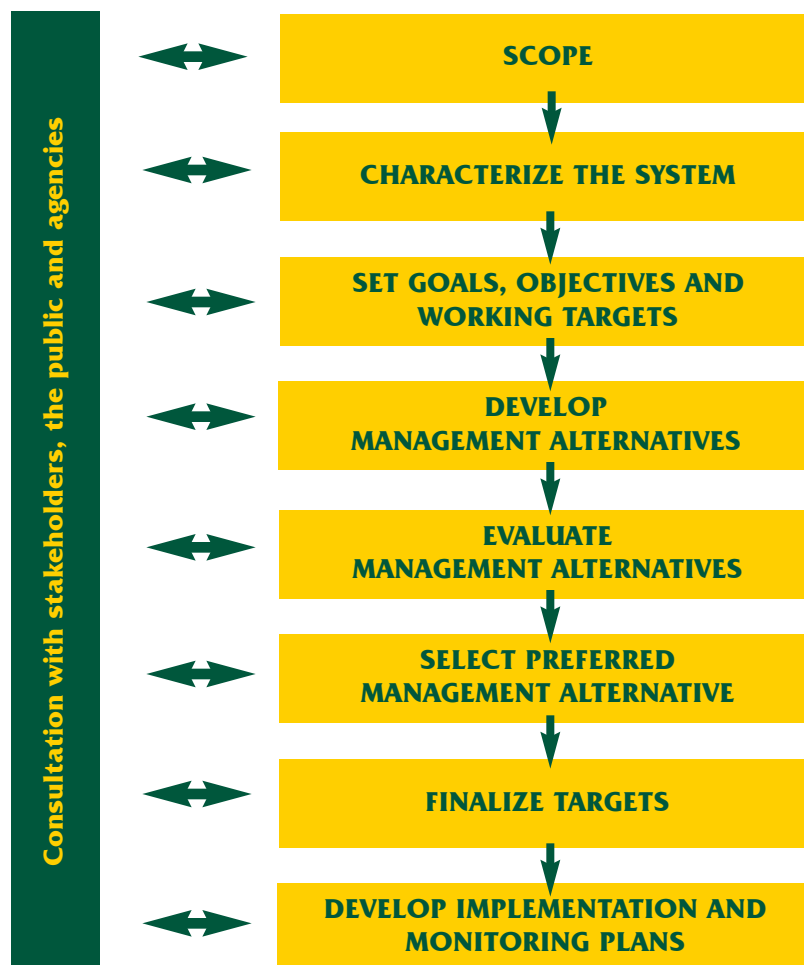 Consultation with stakeholders, the public and agencies
SCOPE
CHARACTERIZE THE SYSTEM
SET GOALS, OBJECTIVES AND
WORKING TARGETS
DEVELOP
MANAGEMENT ALTERNATIVES
EVALUATE
MANAGEMENT ALTERNATIVES
SELECT PREFERRED
MANAGEMENT ALTERNATIVE
FINALIZE TARGETS
DEVELOP IMPLEMENTATION AND
MONITORING PLANS